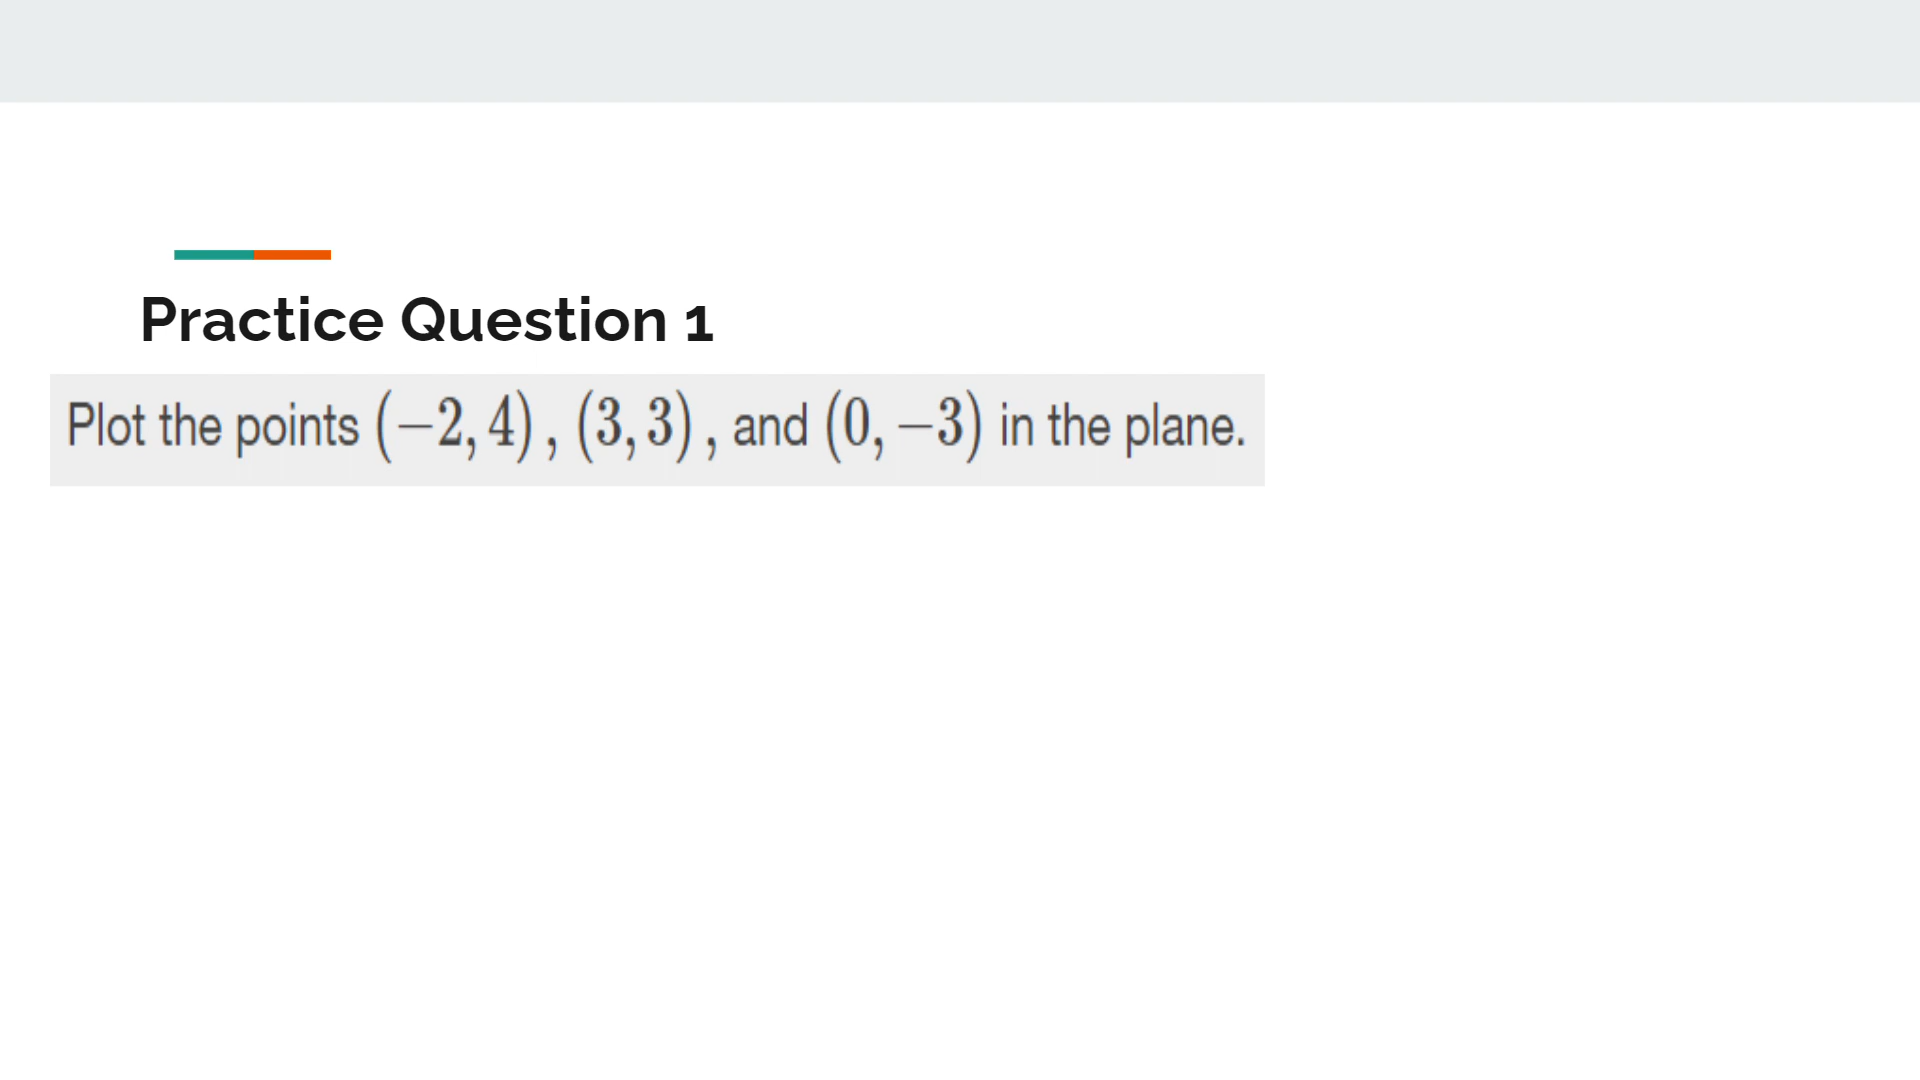 Practice Question 1
Plot the points (−2, 4) , (3, 3) , and (0, −3) in the plane.